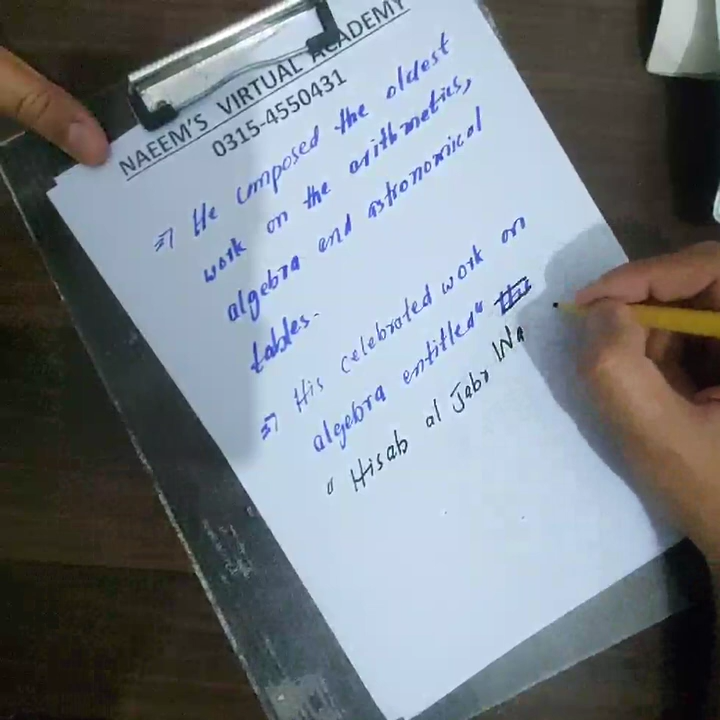 NAEEM'S VIRTUAL ACADEMY
0315-4550431
⇒ He composed the oldest
work on the arithmetics,
algebra and astronomical
tables.
⇒ His celebrated work on
algebra entitled"
" Hisab al Jabr Wa